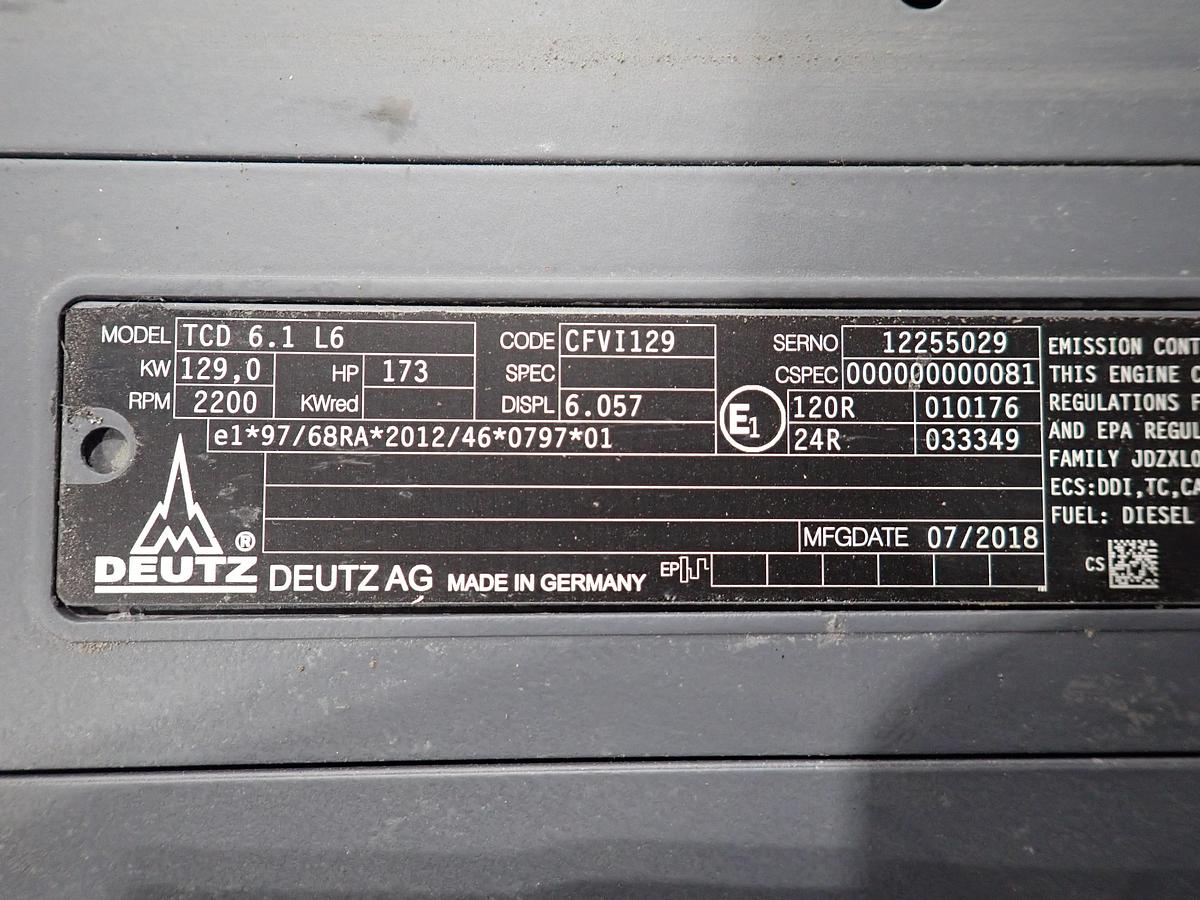 MODEL TCD 6.1 L6 CODE CFVI129 SERNO 12255029
KW 129,0 HP 173 SPEC CSPEC 000000000081
RPM 2200 KWred DISPL 6.057 E1 120R 010176
e1*97/68RA*2012/46*0797*01 24R 033349
MFGDATE 07/2018
DEUTZ ® DEUTZ AG MADE IN GERMANY EP
EMISSION CONT
THIS ENGINE C
REGULATIONS F
AND EPA REGUL
FAMILY JDZXL0
ECS:DDI,TC,CA
FUEL: DIESEL
CS